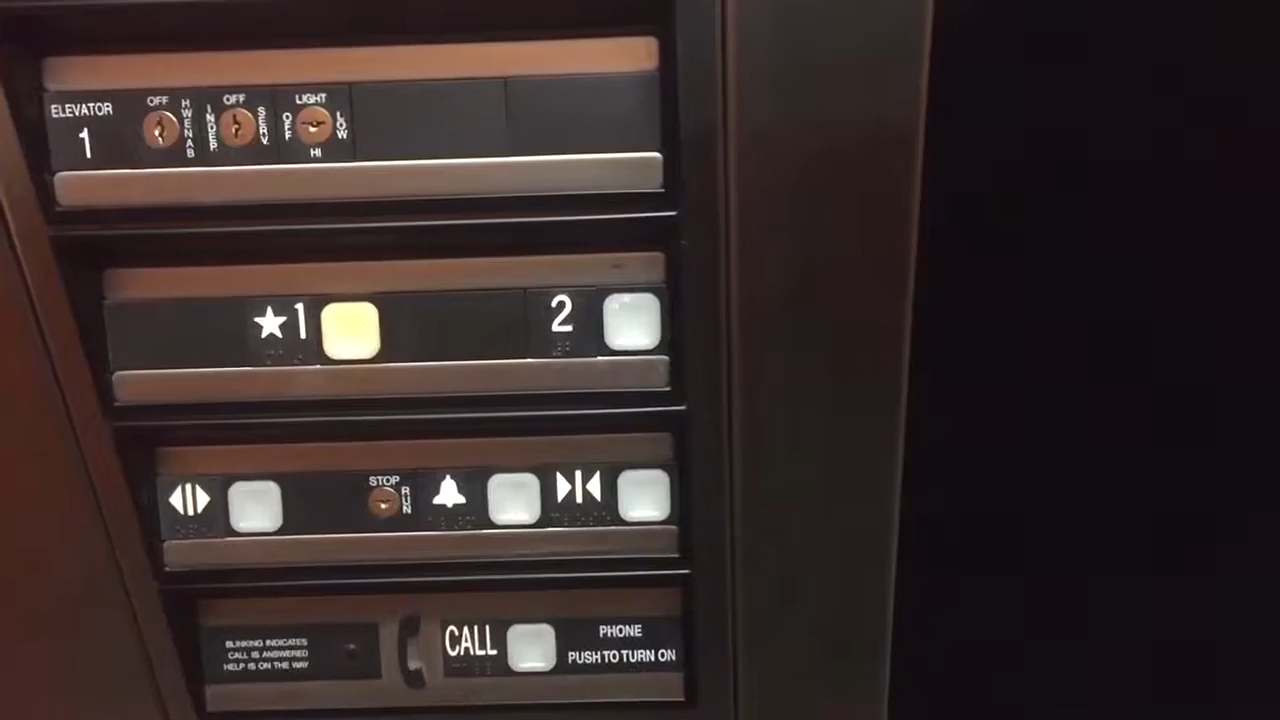 ELEVATOR
1
OFF
HWENAB
INDEP.
OFF
SERV.
LIGHT
OFF
LOW
HI
★1
2
STOP
RUN
BLINKING INDICATES
CALL IS ANSWERED
HELP IS ON THE WAY
CALL
PHONE
PUSH TO TURN ON